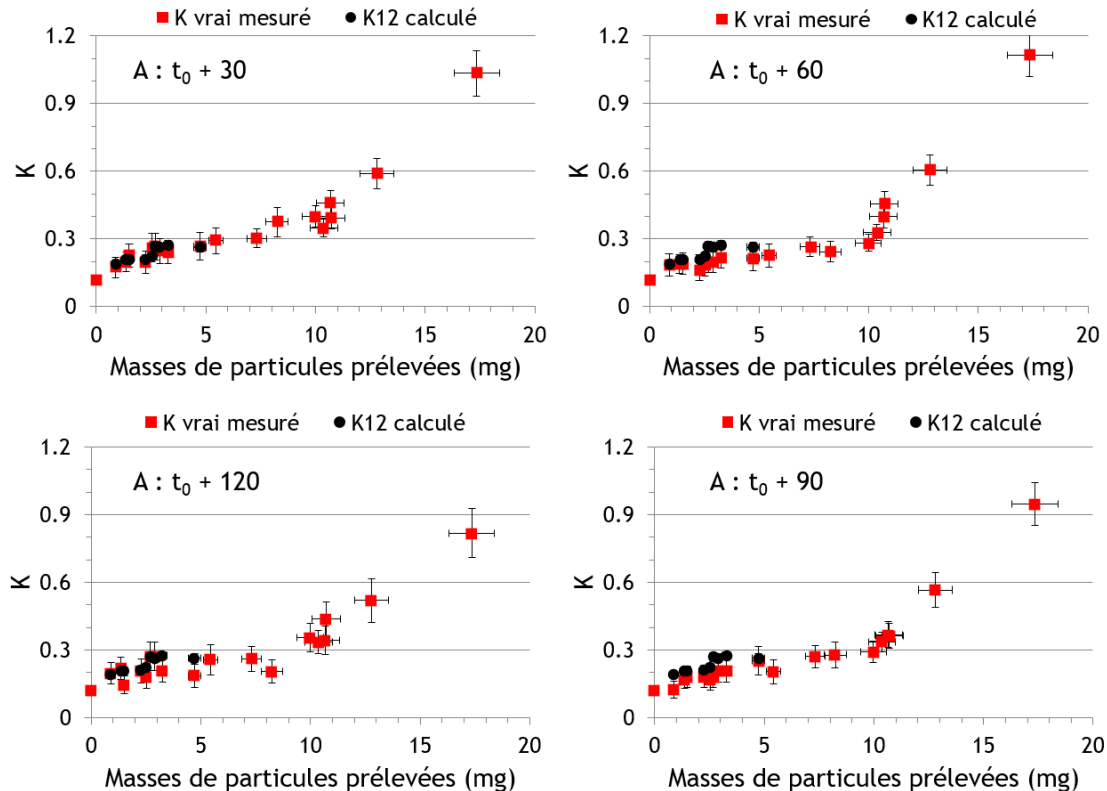 K vrai mesuré K12 calculé
A : t₀ + 30
K
1.2
0.9
0.6
0.3
0
0 5 10 15 20
Masses de particules prélevées (mg)
K vrai mesuré K12 calculé
A : t₀ + 60
K
1.2
0.9
0.6
0.3
0
0 5 10 15 20
Masses de particules prélevées (mg)
K vrai mesuré K12 calculé
A : t₀ + 120
K
1.2
0.9
0.6
0.3
0
0 5 10 15 20
Masses de particules prélevées (mg)
K vrai mesuré K12 calculé
A : t₀ + 90
K
1.2
0.9
0.6
0.3
0
0 5 10 15 20
Masses de particules prélevées (mg)